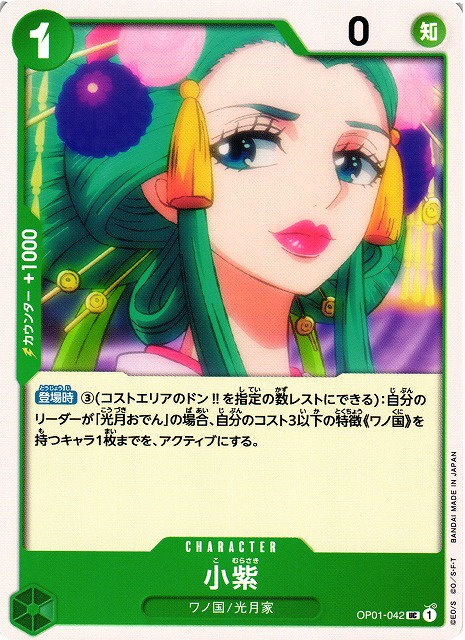 1
0
知
カウンター +1000
登場時 ③(コストエリアのドン!!を指定の数レストにできる):自分の
リーダーが「光月おでん」の場合、自分のコスト3以下の特徴《ワノ国》を
持つキャラ1枚までを、アクティブにする。
CHARACTER
小紫
ワノ国/光月家
OP01-042 UC 1
©E.O/S ©O./S・F・T BANDAI MADE IN JAPAN